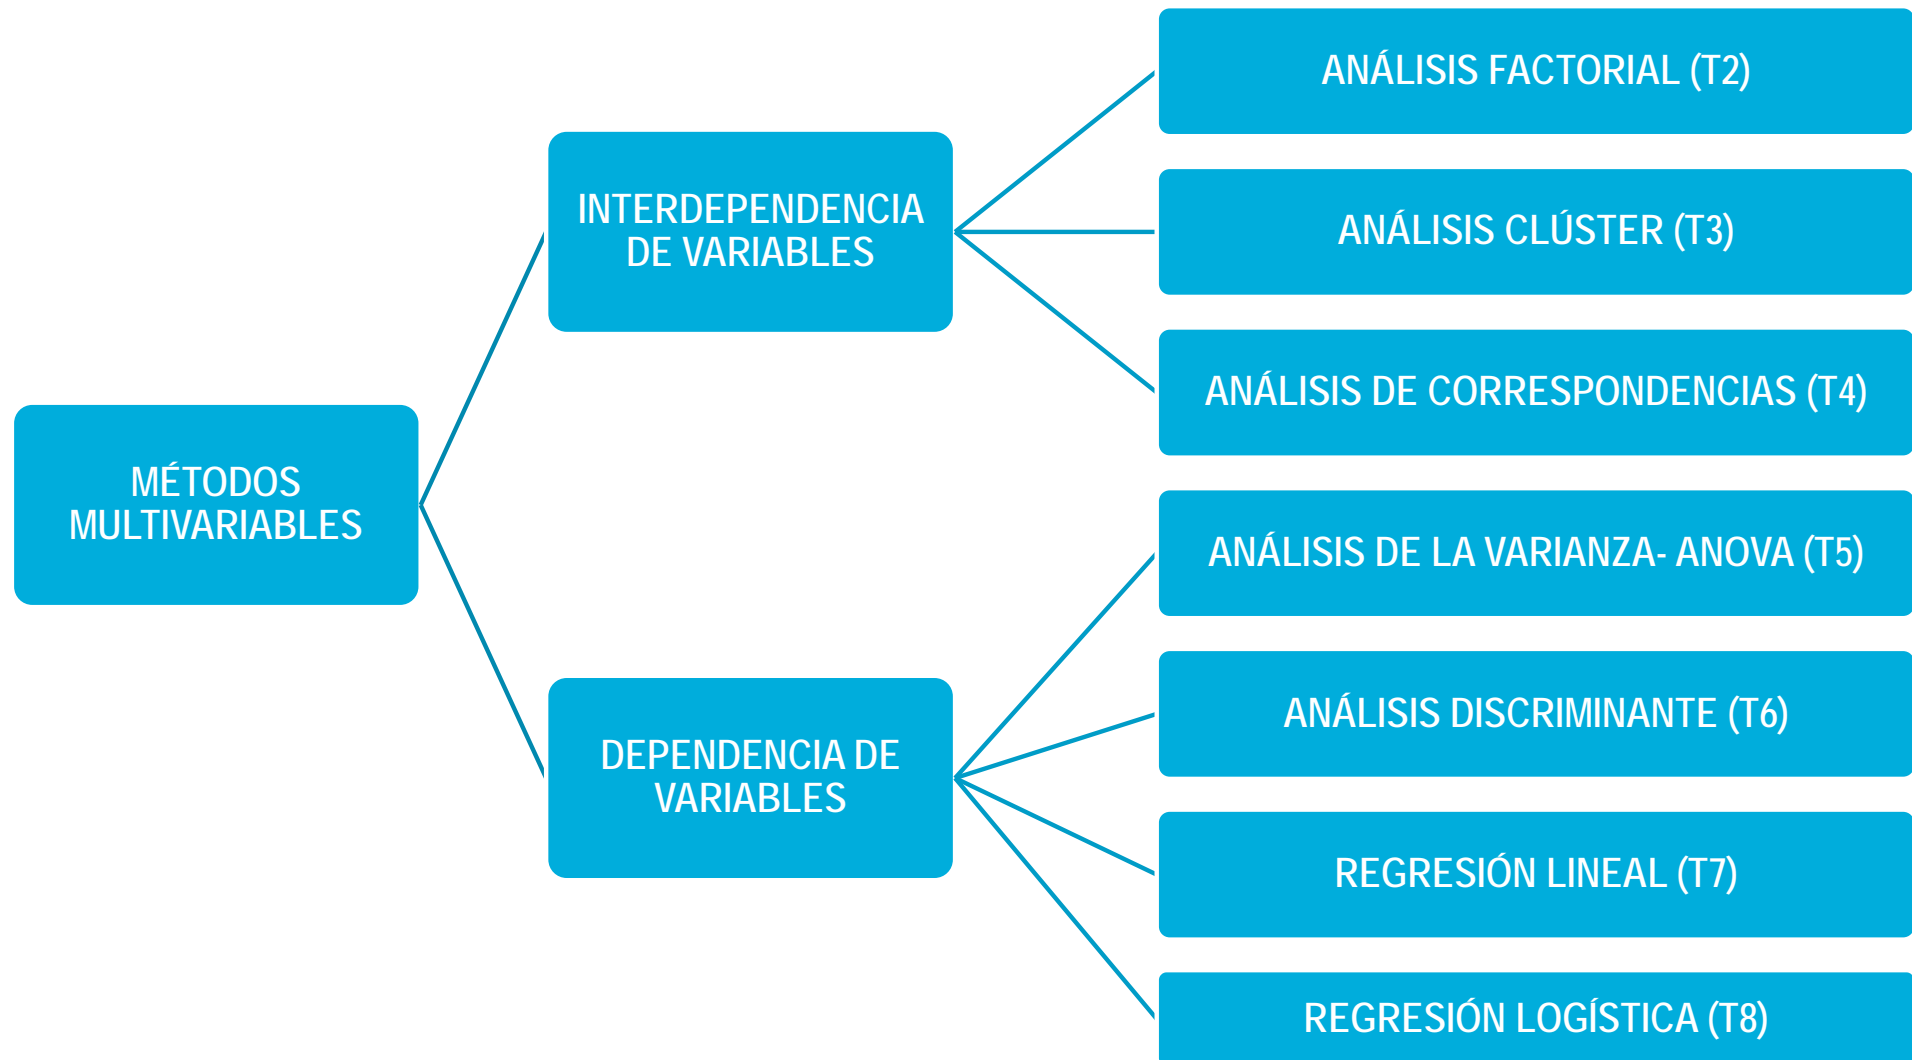 MÉTODOS
MULTIVARIABLES
INTERDEPENDENCIA
DE VARIABLES
DEPENDENCIA DE
VARIABLES
ANÁLISIS FACTORIAL (T2)
ANÁLISIS CLÚSTER (T3)
ANÁLISIS DE CORRESPONDENCIAS (T4)
ANÁLISIS DE LA VARIANZA- ANOVA (T5)
ANÁLISIS DISCRIMINANTE (T6)
REGRESIÓN LINEAL (T7)
REGRESIÓN LOGÍSTICA (T8)